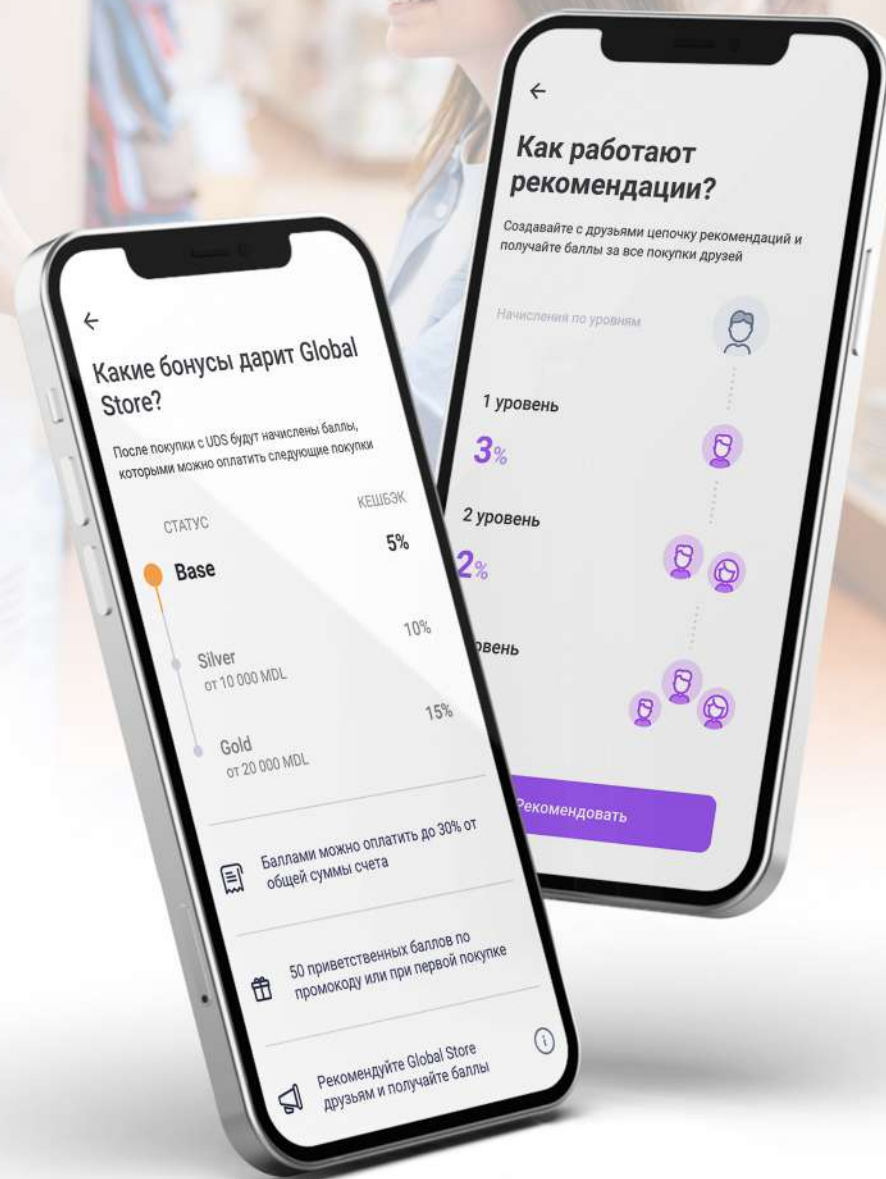 Какие бонусы дарит Global
Store?
После покупки с UDS будут начислены баллы,
которыми можно оплатить следующие покупки
СТАТУС КЕШБЭК
Base 5%
Silver 10%
от 10 000 MDL
Gold 15%
от 20 000 MDL
Баллами можно оплатить до 30% от
общей суммы счета
50 приветственных баллов по
промокоду или при первой покупке
Рекомендуйте Global Store
друзьям и получайте баллы
Как работают
рекомендации?
Создавайте с друзьями цепочку рекомендаций и
получайте баллы за все покупки друзей
Начисления по уровням
1 уровень
3%
2 уровень
2%
овень
Рекомендовать